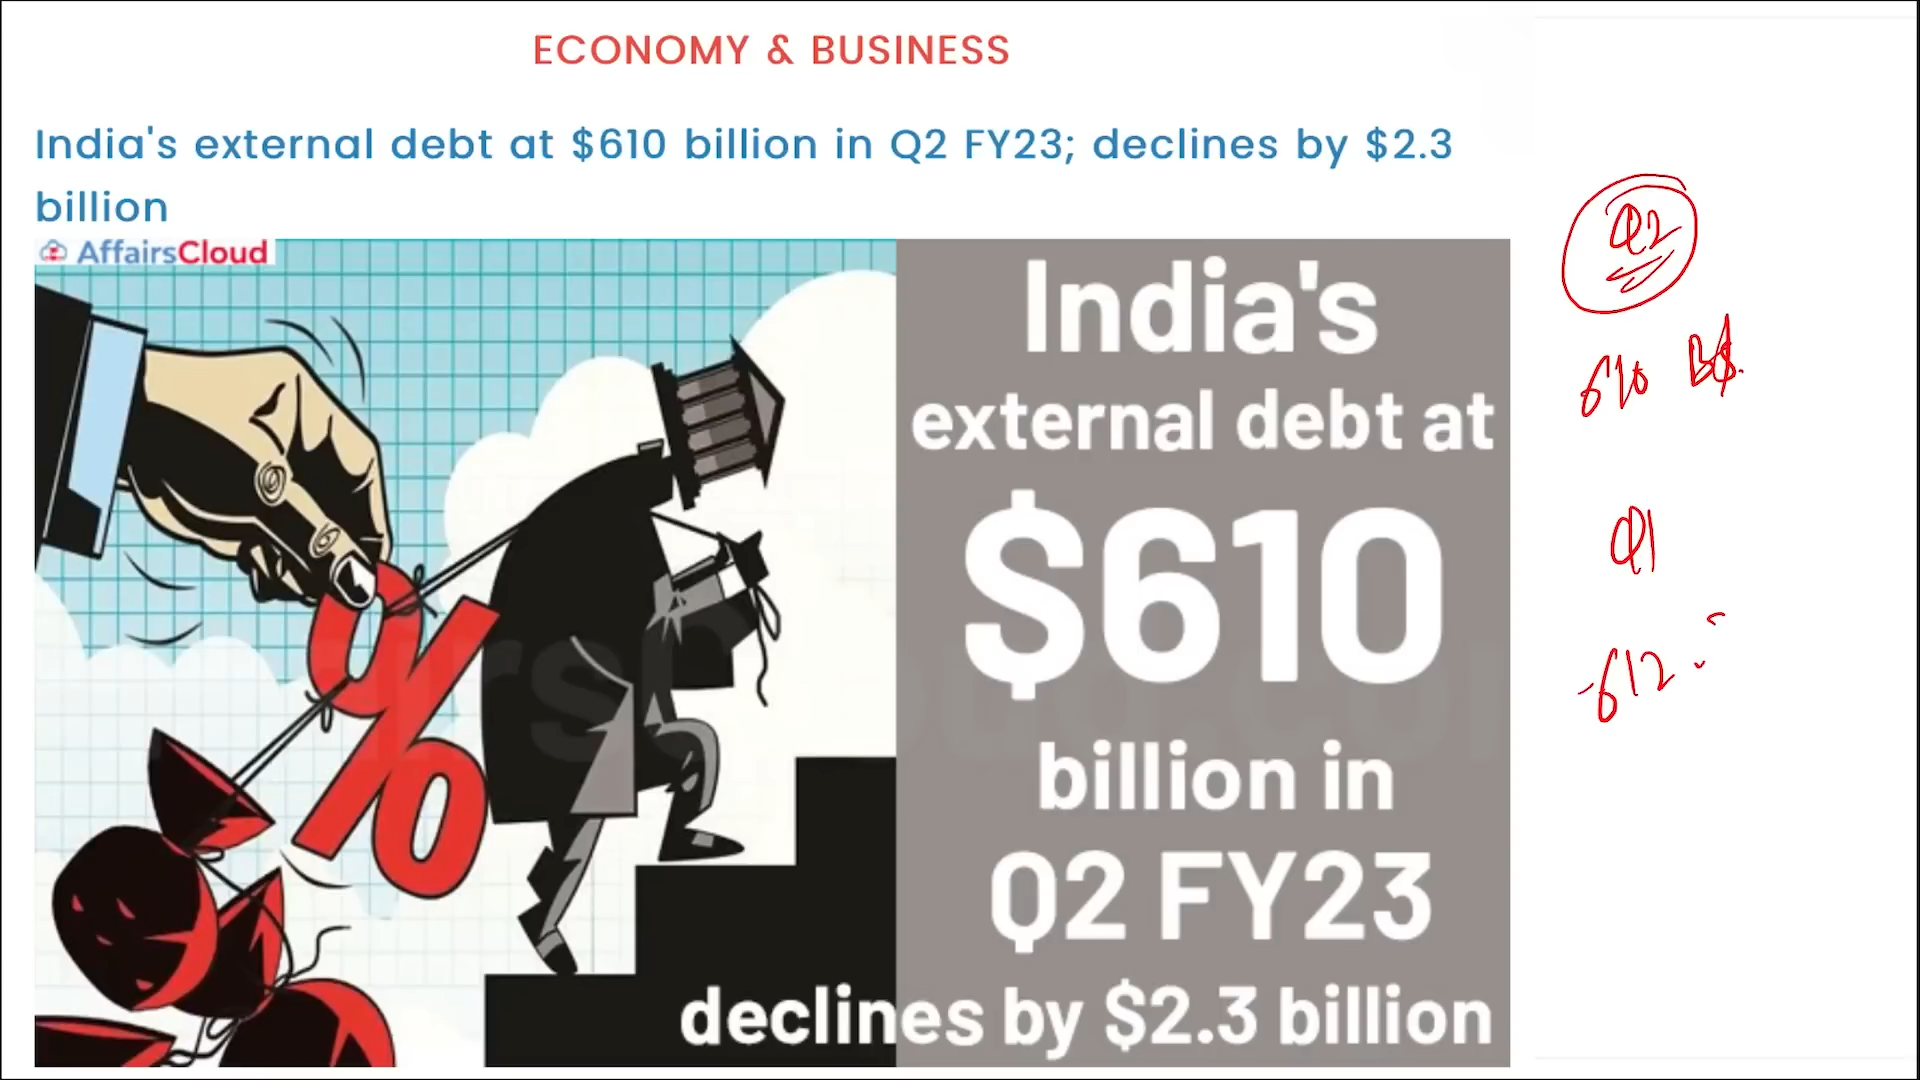 ECONOMY & BUSINESS
India's external debt at $610 billion in Q2 FY23; declines by $2.3
billion
AffairsCloud
India's
external debt at
$610
billion in
Q2 FY23
declines by $2.3 billion
Q2
610 B$.
Q1
612.